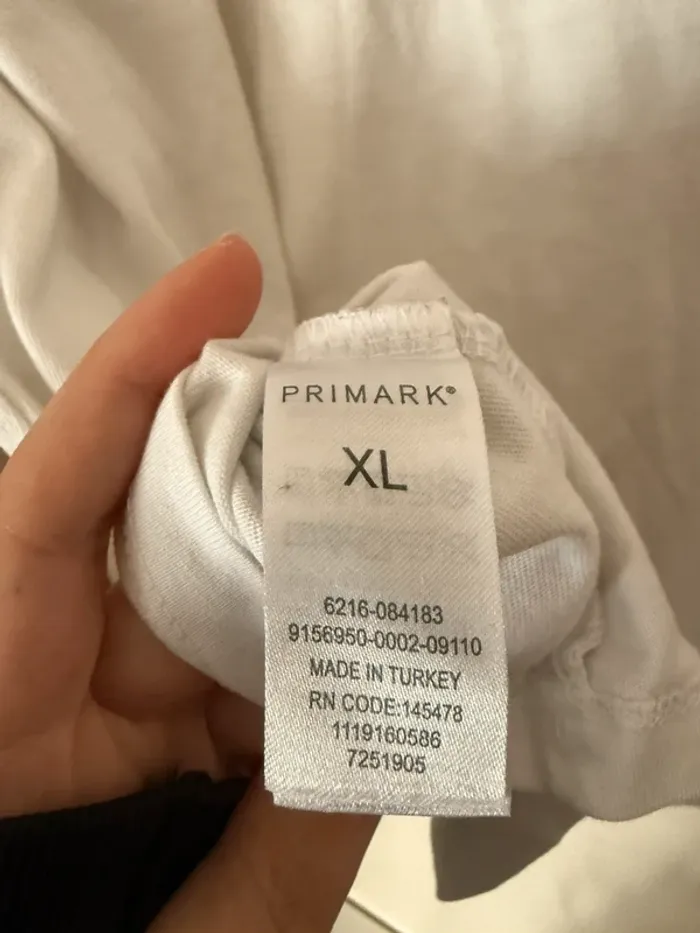 PRIMARK®
XL
6216-084183
9156950-0002-09110
MADE IN TURKEY
RN CODE:145478
1119160586
7251905